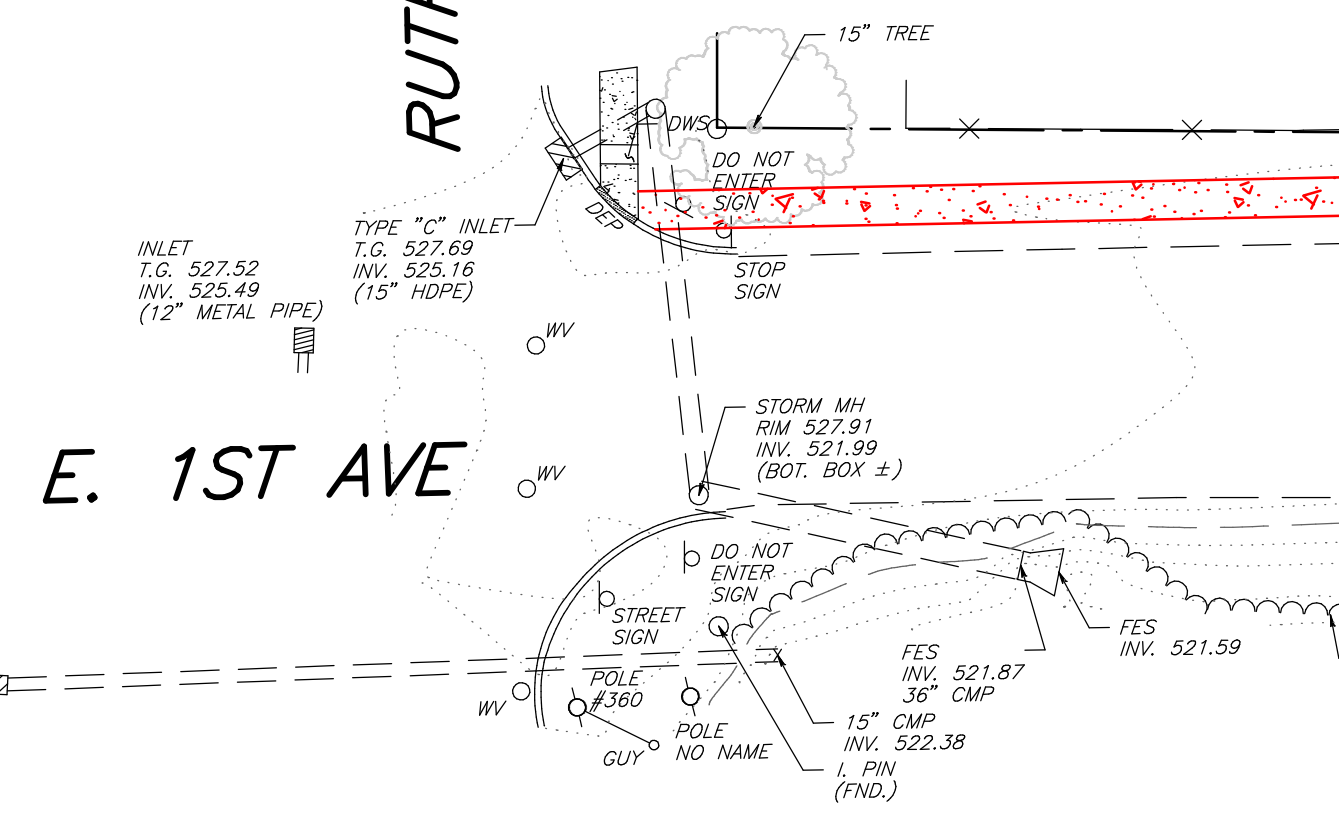 RUTH
15" TREE
DWS
DO NOT
ENTER
SIGN
DEP
TYPE "C" INLET
T.G. 527.69
INV. 525.16
(15" HDPE)
INLET
T.G. 527.52
INV. 525.49
(12" METAL PIPE)
STOP
SIGN
WV
STORM MH
RIM 527.91
INV. 521.99
(BOT. BOX ±)
E. 1ST AVE
WV
DO NOT
ENTER
SIGN
STREET
SIGN
FES
INV. 521.59
FES
INV. 521.87
36" CMP
POLE
#360
WV
15" CMP
INV. 522.38
POLE
NO NAME
GUY
I. PIN
(FND.)